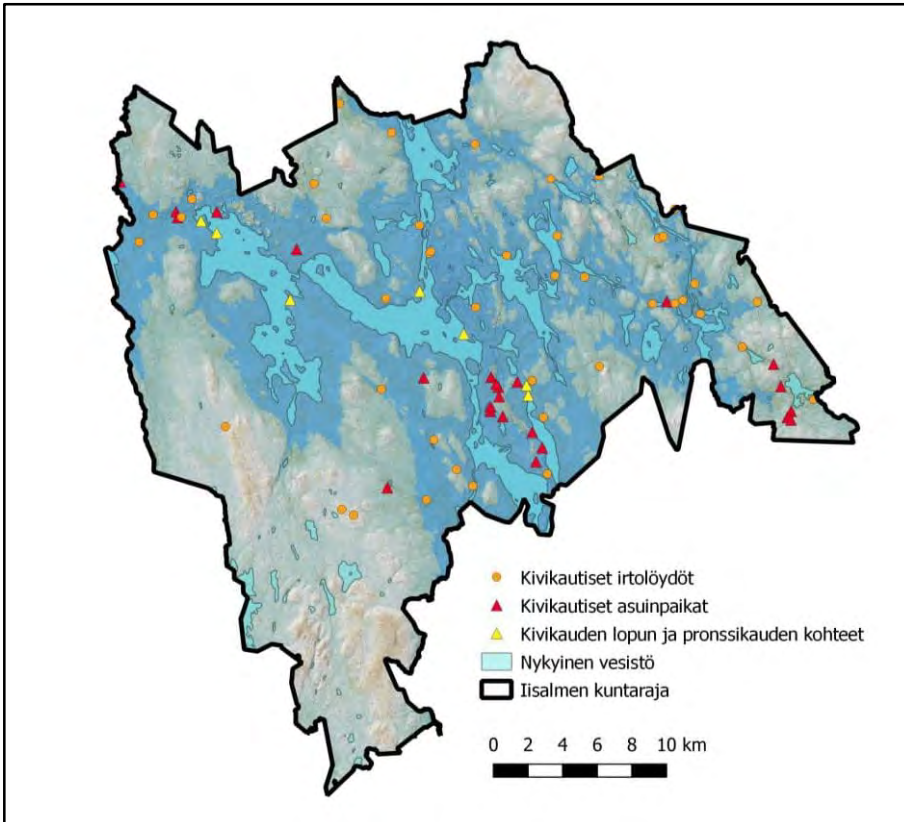 Kivikautiset irtolöydöt
Kivikautiset asuinpaikat
Kivikauden lopun ja pronssikauden kohteet
Nykyinen vesistö
Iisalmen kuntaraja
0 2 4 6 8 10 km